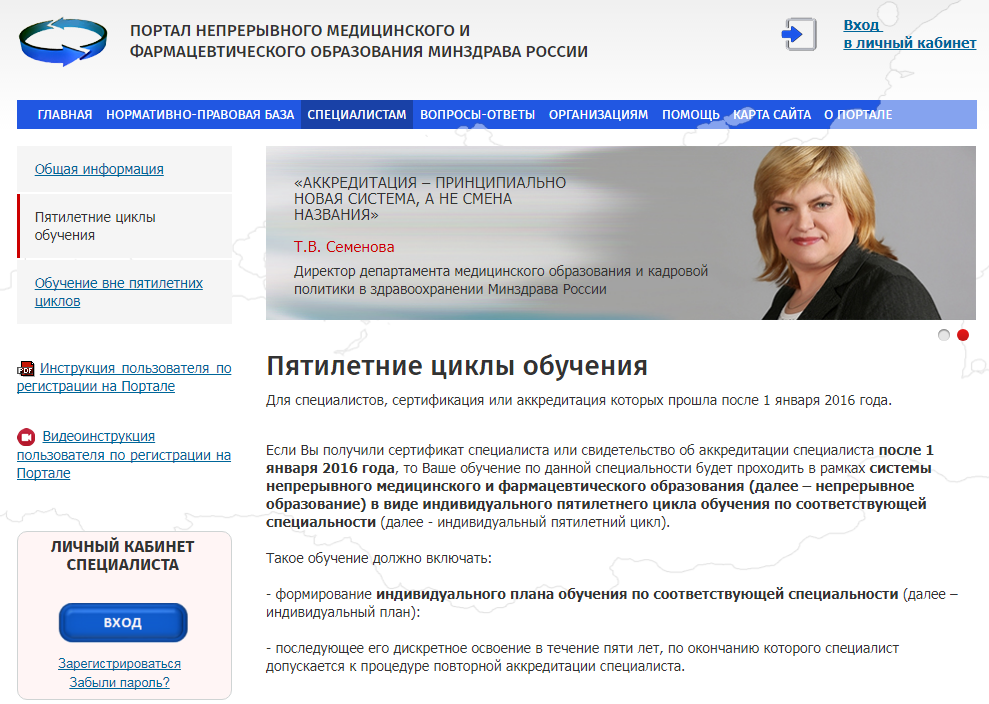 ПОРТАЛ НЕПРЕРЫВНОГО МЕДИЦИНСКОГО И
ФАРМАЦЕВТИЧЕСКОГО ОБРАЗОВАНИЯ МИНЗДРАВА РОССИИ
Вход
в личный кабинет
ГЛАВНАЯ НОРМАТИВНО-ПРАВОВАЯ БАЗА СПЕЦИАЛИСТАМ ВОПРОСЫ-ОТВЕТЫ ОРГАНИЗАЦИЯМ ПОМОЩЬ КАРТА САЙТА О ПОРТАЛЕ
Общая информация
Пятилетние циклы
обучения
Обучение вне пятилетних
циклов
PDF Инструкция пользователя по
регистрации на Портале
Видеоинструкция
пользователя по регистрации на
Портале
ЛИЧНЫЙ КАБИНЕТ
СПЕЦИАЛИСТА
ВХОД
Зарегистрироваться
Забыли пароль?
«АККРЕДИТАЦИЯ – ПРИНЦИПИАЛЬНО
НОВАЯ СИСТЕМА, А НЕ СМЕНА
НАЗВАНИЯ»
Т.В. Семенова
Директор департамента медицинского образования и кадровой
политики в здравоохранении Минздрава России
Пятилетние циклы обучения
Для специалистов, сертификация или аккредитация которых прошла после 1 января 2016 года.
Если Вы получили сертификат специалиста или свидетельство об аккредитации специалиста после 1
января 2016 года, то Ваше обучение по данной специальности будет проходить в рамках системы
непрерывного медицинского и фармацевтического образования (далее – непрерывное
образование) в виде индивидуального пятилетнего цикла обучения по соответствующей
специальности (далее - индивидуальный пятилетний цикл).
Такое обучение должно включать:
- формирование индивидуального плана обучения по соответствующей специальности (далее –
индивидуальный план):
- последующее его дискретное освоение в течение пяти лет, по окончанию которого специалист
допускается к процедуре повторной аккредитации специалиста.